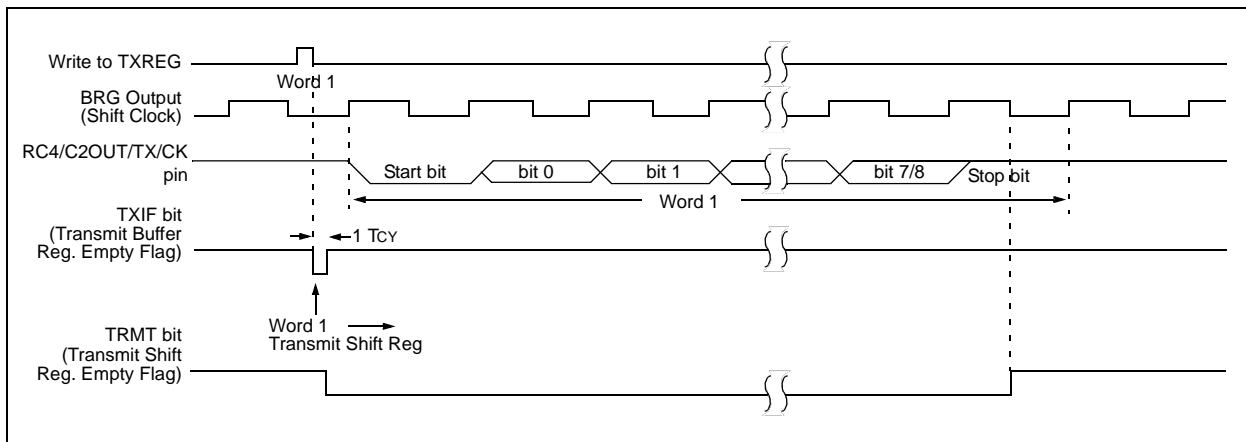 Write to TXREG
Word 1
BRG Output
(Shift Clock)
RC4/C2OUT/TX/CK
pin
Start bit
bit 0
bit 1
bit 7/8
Stop bit
Word 1
TXIF bit
(Transmit Buffer
Reg. Empty Flag)
1 TCY
Word 1
Transmit Shift Reg
TRMT bit
(Transmit Shift
Reg. Empty Flag)